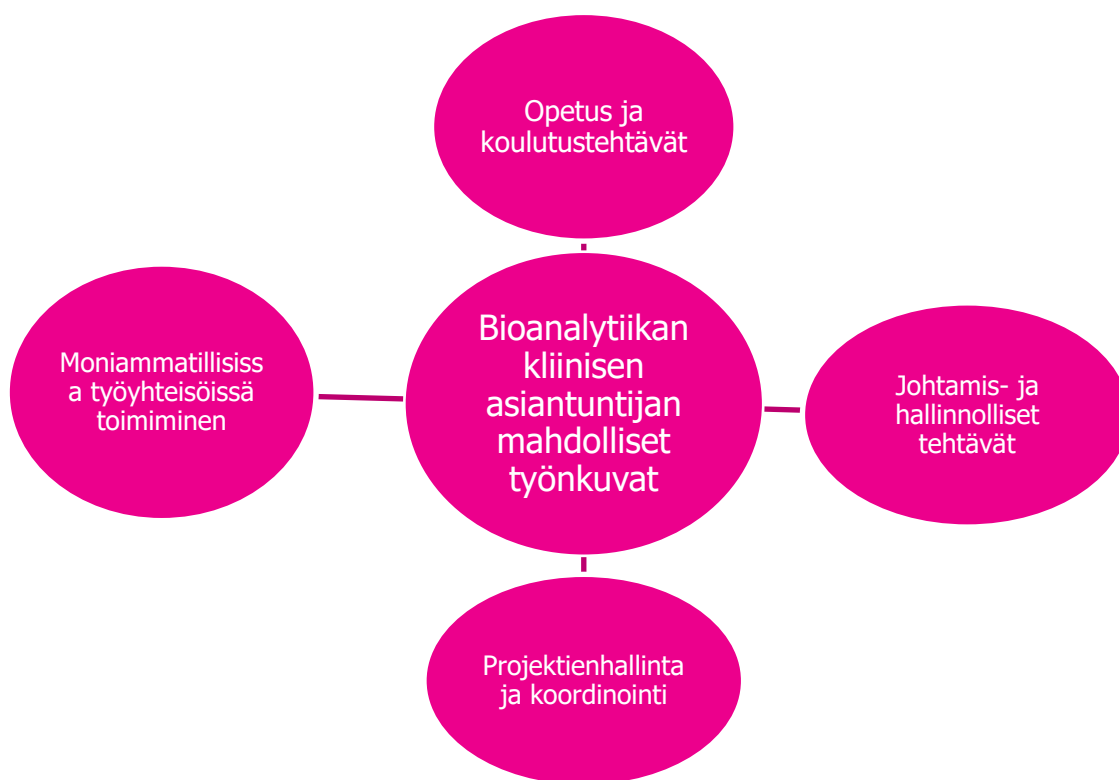 Opetus ja
koulutustehtävät
Bioanalytiikan
kliinisen
asiantuntijan
mahdolliset
työnkuvat
Moniammatillisiss
a työyhteisöissä
toimiminen
Johtamis- ja
hallinnolliset
tehtävät
Projektienhallinta
ja koordinointi